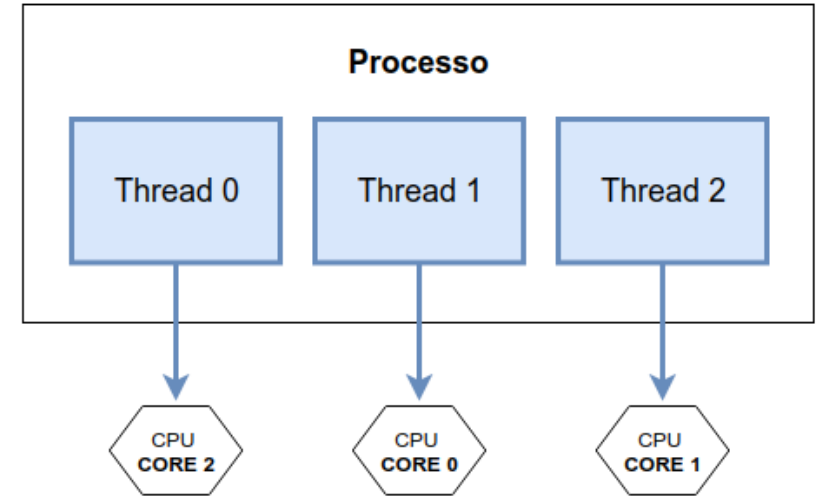 Processo
Thread 0
Thread 1
Thread 2
CPU
CORE 2
CPU
CORE 0
CPU
CORE 1